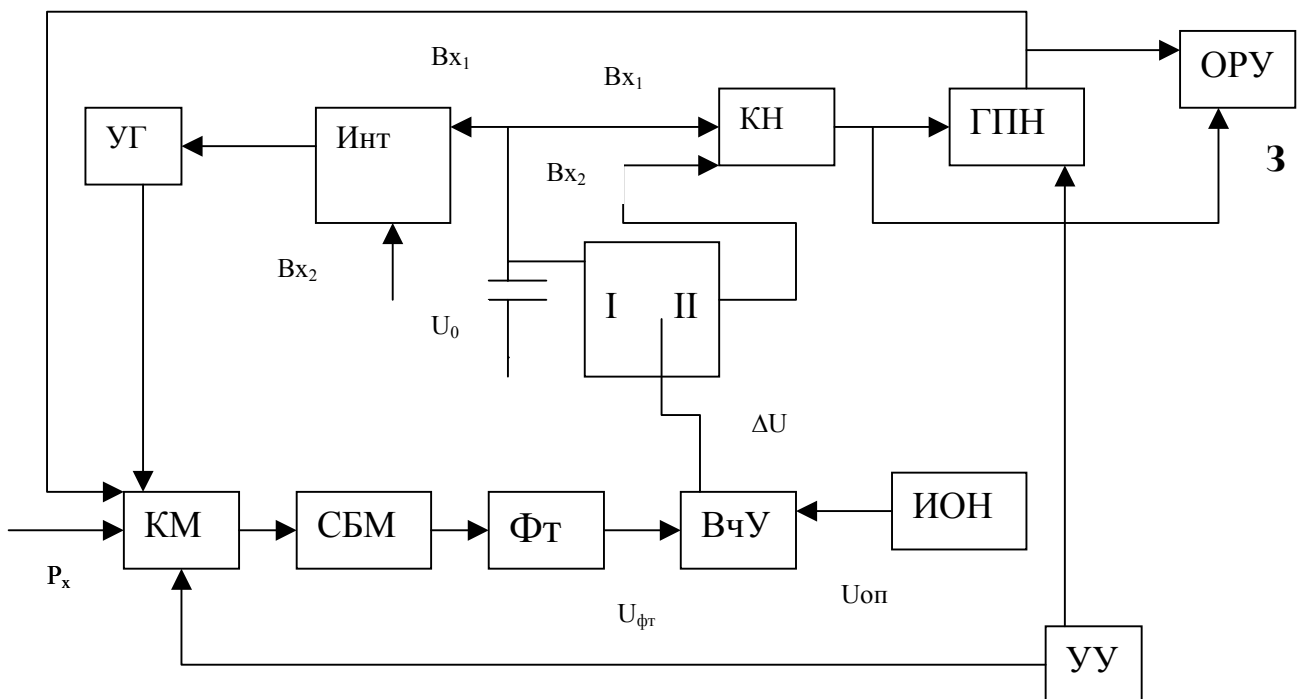 ОРУ
Вх₁
Вх₁
УГ
Инт
КН
ГПН
З
Вх₂
Вх₂
I
II
U₀
ΔU
КМ
СБМ
Фт
ВчУ
ИОН
Pₓ
Uоп
U фт
УУ